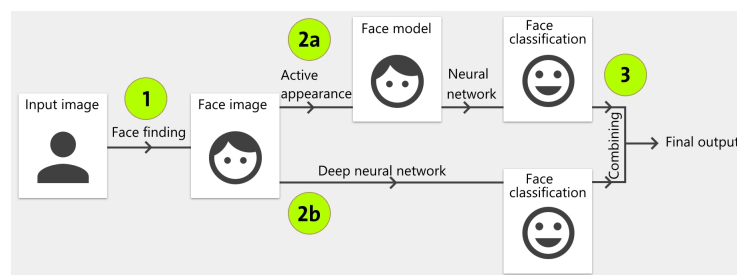 Input image
1
Face finding
Face image
2a
Active
appearance
Face model
Neural
network
Face
classification
2b
Deep neural network
Face
classification
3
Combining
Final output